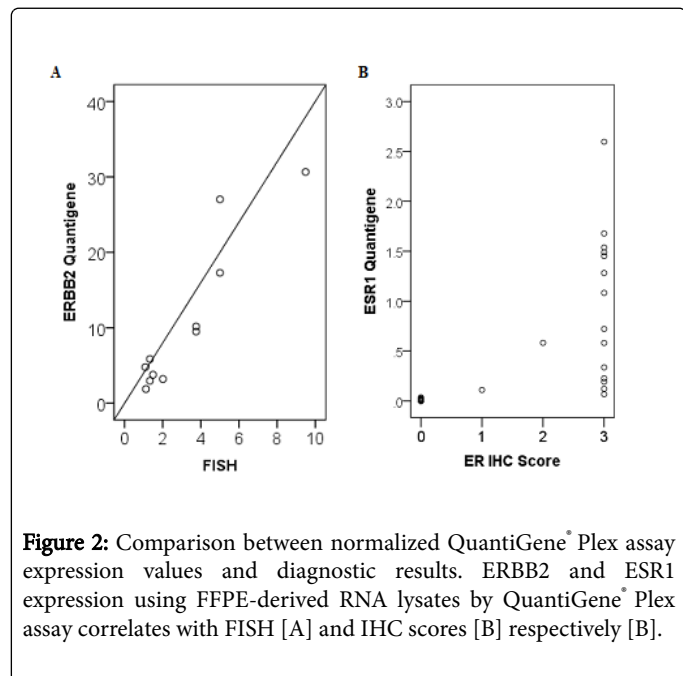 A
B
40
30
20
10
0
ERBB2 Quantigene
0 2 4 6 8 10
FISH
3.0
2.5
2.0
1.5
1.0
.5
.0
ESR1 Quantigene
0 1 2 3
ER IHC Score
Figure 2: Comparison between normalized QuantiGene® Plex assay
expression values and diagnostic results. ERBB2 and ESR1
expression using FFPE-derived RNA lysates by QuantiGene® Plex
assay correlates with FISH [A] and IHC scores [B] respectively [B].